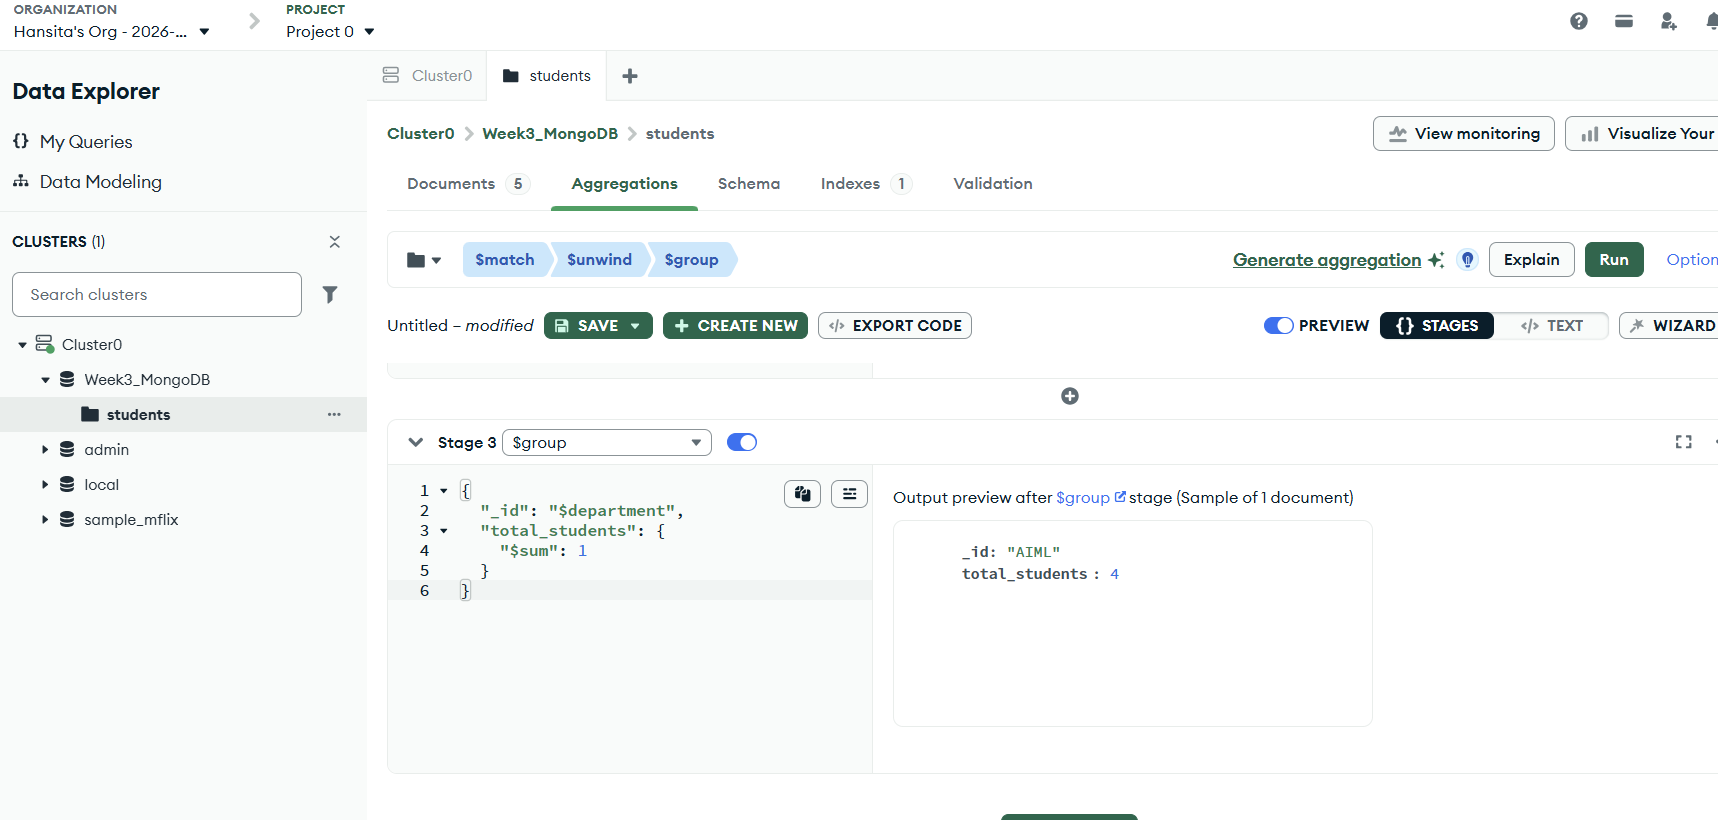 ORGANIZATION
Hansita's Org - 2026-...
PROJECT
Project 0
Data Explorer
My Queries
Data Modeling
CLUSTERS (1)
Search clusters
Cluster0
Week3_MongoDB
students
admin
local
sample_mflix
Cluster0
students
Cluster0 > Week3_MongoDB > students
View monitoring
Visualize Your
Documents 5
Aggregations
Schema
Indexes 1
Validation
$match
$unwind
$group
Generate aggregation
Explain
Run
Option
Untitled – modified
SAVE
+ CREATE NEW
</> EXPORT CODE
PREVIEW
{} STAGES
</> TEXT
WIZARD
Stage 3
$group
1 {
2 "_id": "$department",
3 "total_students": {
4 "$sum": 1
5 }
6 }
Output preview after $group stage (Sample of 1 document)
_id: "AIML"
total_students : 4